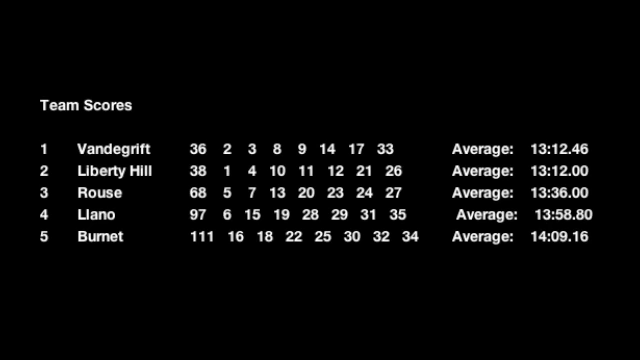 Team Scores
1 Vandegrift 36 2 3 8 9 14 17 33 Average: 13:12.46
2 Liberty Hill 38 1 4 10 11 12 21 26 Average: 13:12.00
3 Rouse 68 5 7 13 20 23 24 27 Average: 13:36.00
4 Llano 97 6 15 19 28 29 31 35 Average: 13:58.80
5 Burnet 111 16 18 22 25 30 32 34 Average: 14:09.16